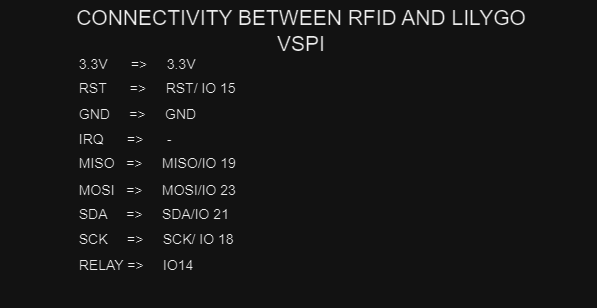 CONNECTIVITY BETWEEN RFID AND LILYGO
VSPI
3.3V => 3.3V
RST => RST/ IO 15
GND => GND
IRQ => -
MISO => MISO/IO 19
MOSI => MOSI/IO 23
SDA => SDA/IO 21
SCK => SCK/ IO 18
RELAY => IO14